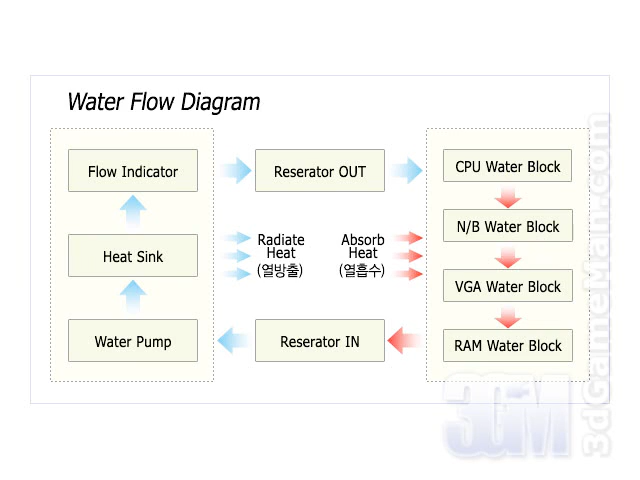 Water Flow Diagram
Flow Indicator
Reserator OUT
CPU Water Block
N/B Water Block
Heat Sink
Radiate
Heat
(열방출)
Absorb
Heat
(열흡수)
VGA Water Block
Water Pump
Reserator IN
RAM Water Block
3GM
3dGameMan.com